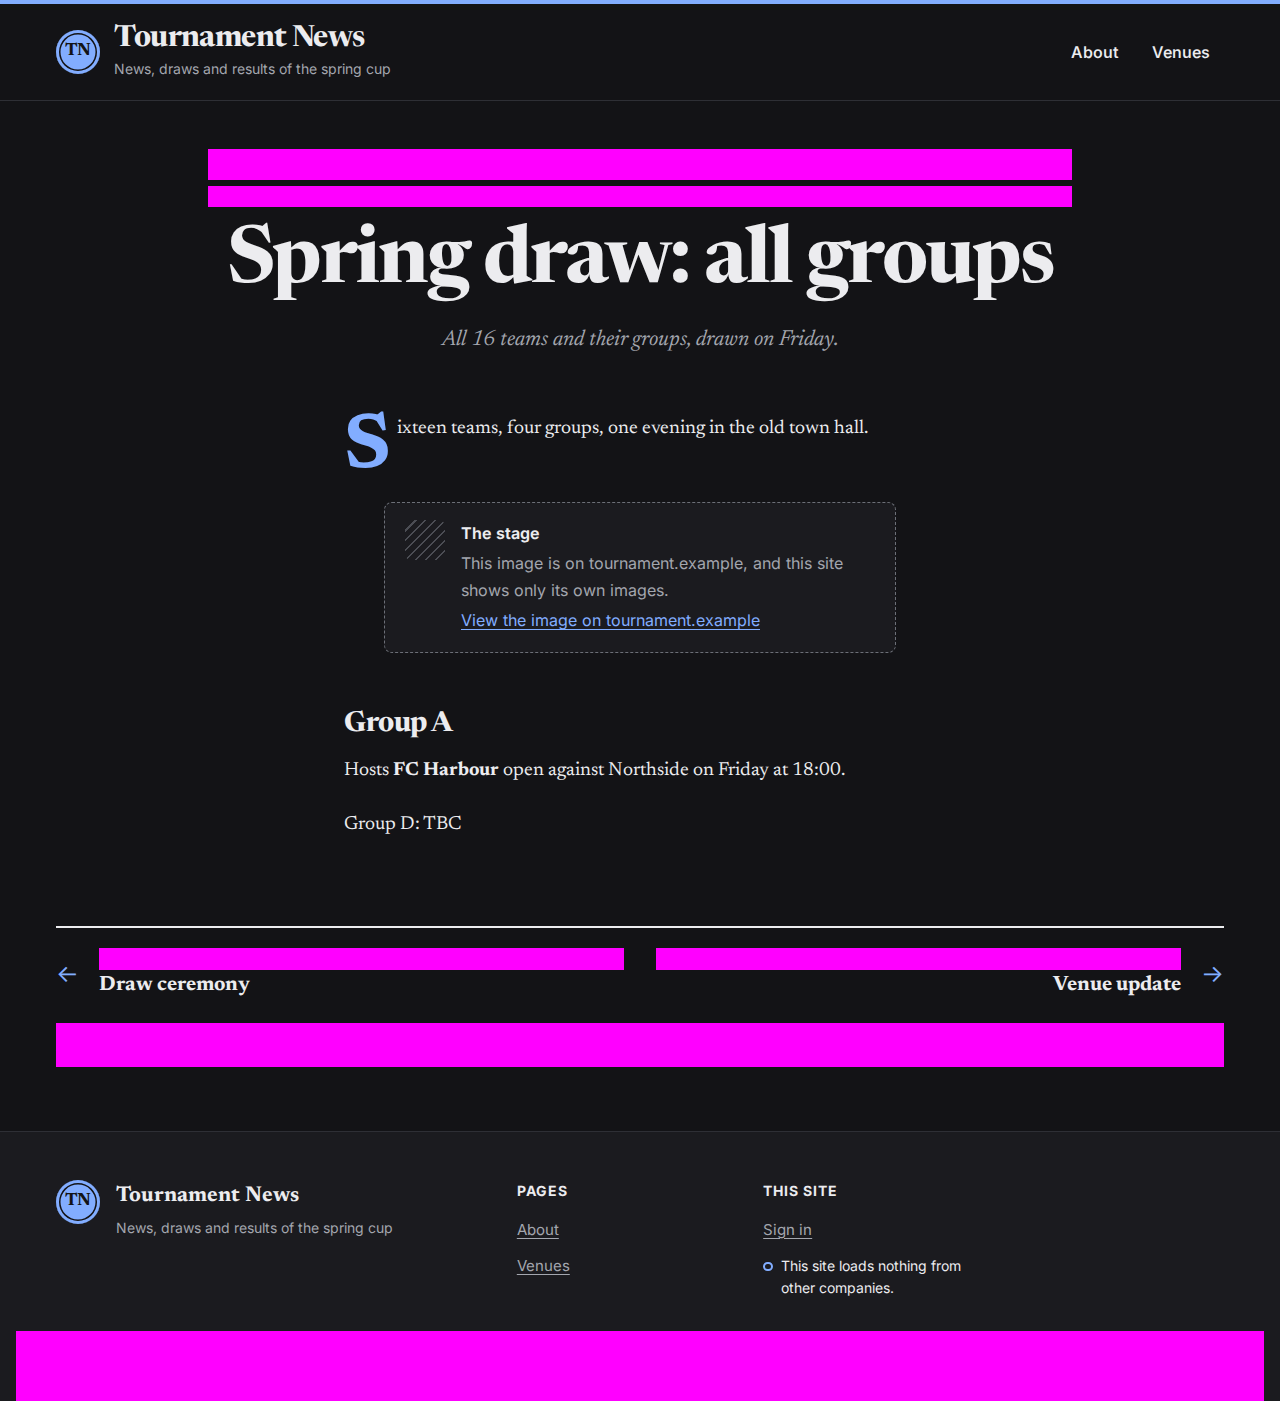 TN
Tournament News
News, draws and results of the spring cup
About
Venues
Spring draw: all groups
All 16 teams and their groups, drawn on Friday.
Sixteen teams, four groups, one evening in the old town hall.
The stage
This image is on tournament.example, and this site
shows only its own images.
View the image on tournament.example
Group A
Hosts FC Harbour open against Northside on Friday at 18:00.
Group D: TBC
← Draw ceremony
Venue update →
TN
Tournament News
News, draws and results of the spring cup
PAGES
About
Venues
THIS SITE
Sign in
This site loads nothing from
other companies.